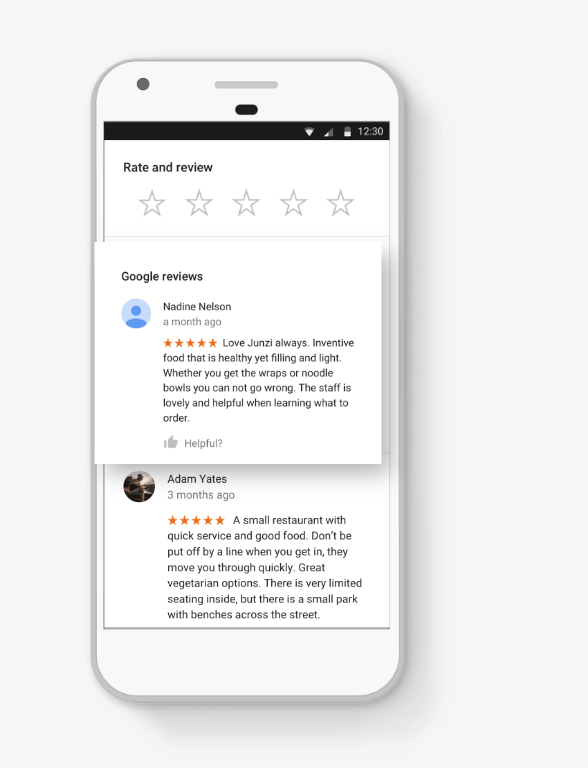 12:30
Rate and review
Google reviews
Nadine Nelson
a month ago
★★★★★ Love Junzi always. Inventive
food that is healthy yet filling and light.
Whether you get the wraps or noodle
bowls you can not go wrong. The staff is
lovely and helpful when learning what to
order.
Helpful?
Adam Yates
3 months ago
★★★★★ A small restaurant with
quick service and good food. Don’t be
put off by a line when you get in, they
move you through quickly. Great
vegetarian options. There is very limited
seating inside, but there is a small park
with benches across the street.